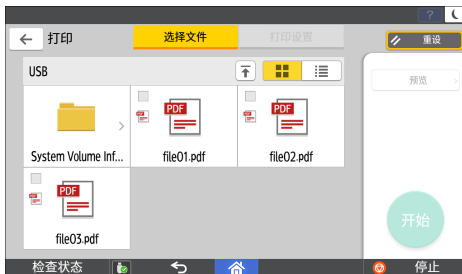 ?
打印
选择文件
打印设置
重设
USB
预览
PDF
PDF
System Volume Inf...
file01.pdf
file02.pdf
PDF
file03.pdf
开始
检查状态
停止